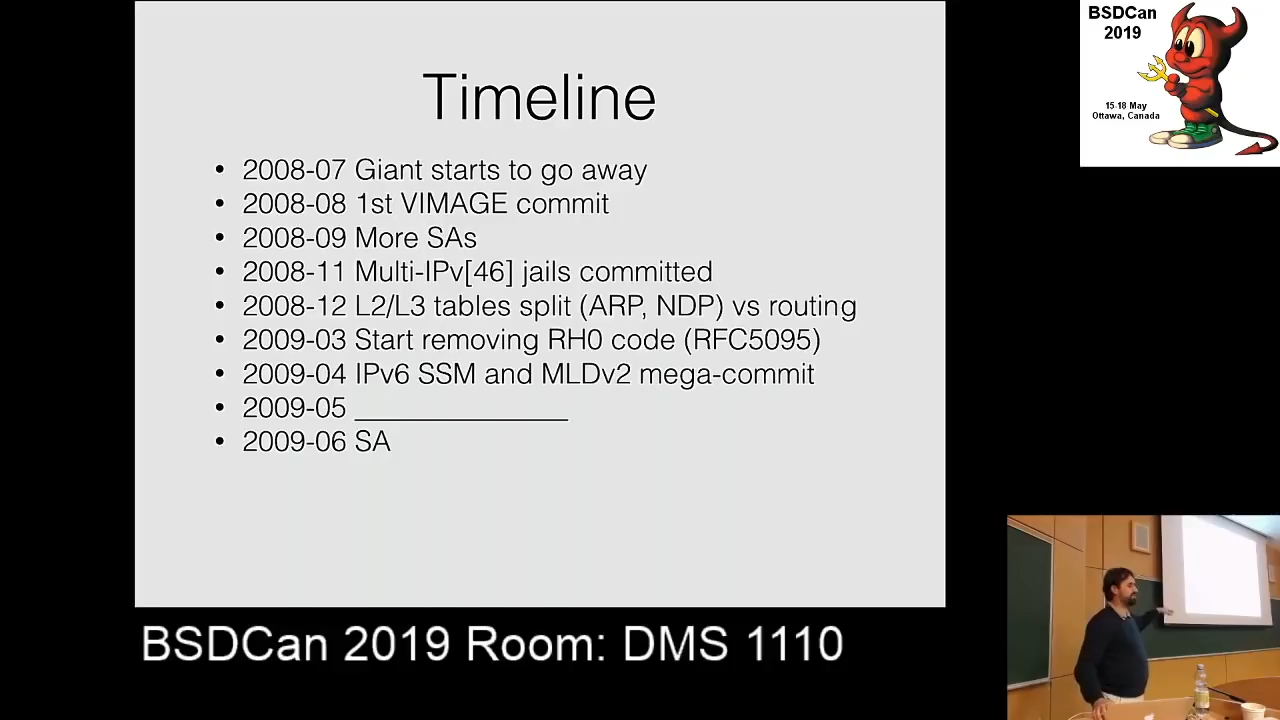 Timeline
• 2008-07 Giant starts to go away
• 2008-08 1st VIMAGE commit
• 2008-09 More SAs
• 2008-11 Multi-IPv[46] jails committed
• 2008-12 L2/L3 tables split (ARP, NDP) vs routing
• 2009-03 Start removing RH0 code (RFC5095)
• 2009-04 IPv6 SSM and MLDv2 mega-commit
• 2009-05 _______________
• 2009-06 SA
BSDCan 2019 Room: DMS 1110
BSDCan
2019
15-18 May
Ottawa, Canada